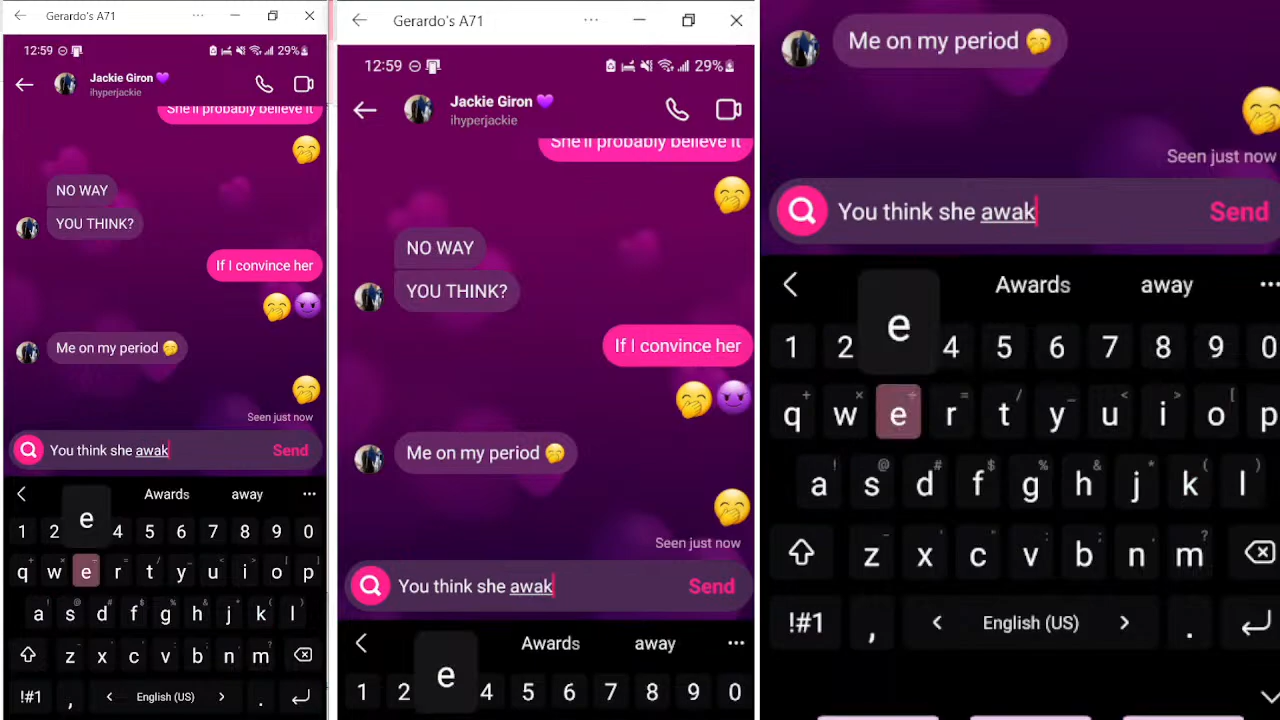 Gerardo's A71
12:59
29%
Jackie Giron
ihyperjackie
She'll probably believe it
NO WAY
YOU THINK?
If I convince her
Me on my period
Seen just now
You think she awak
Send
e
Awards
away
1 2 4 5 6 7 8 9 0
q w e r t y u i o p
a s d f g h j k l
z x c v b n m
!#1 , English (US) .
Gerardo's A71
12:59
29%
Jackie Giron
ihyperjackie
She'll probably believe it
NO WAY
YOU THINK?
If I convince her
Me on my period
Seen just now
You think she awak
Send
e
Awards
away
1 2 4 5 6 7 8 9 0
Me on my period
Seen just now
You think she awak
Send
e
Awards
away
1 2 4 5 6 7 8 9 0
q w e r t y u i o p
a s d f g h j k l
z x c v b n m
!#1 , English (US) .